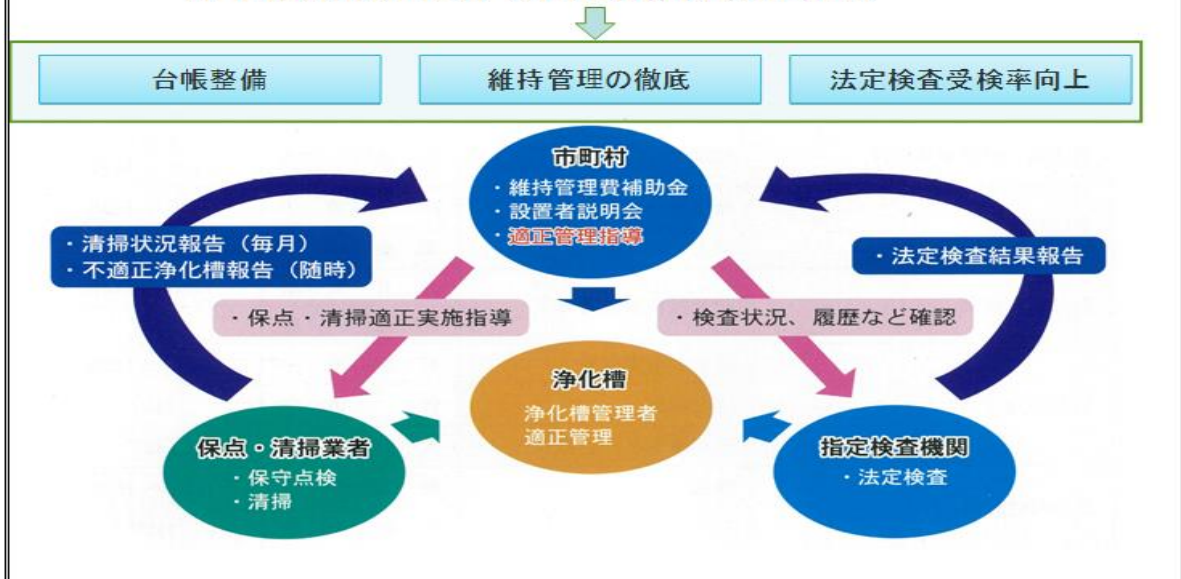 台帳整備
維持管理の徹底
法定検査受検率向上
市町村
・維持管理費補助金
・設置者説明会
・適正管理指導
・清掃状況報告（毎月）
・不適正浄化槽報告（随時）
・法定検査結果報告
・保点・清掃適正実施指導
・検査状況、履歴など確認
浄化槽
浄化槽管理者
適正管理
保点・清掃業者
・保守点検
・清掃
指定検査機関
・法定検査